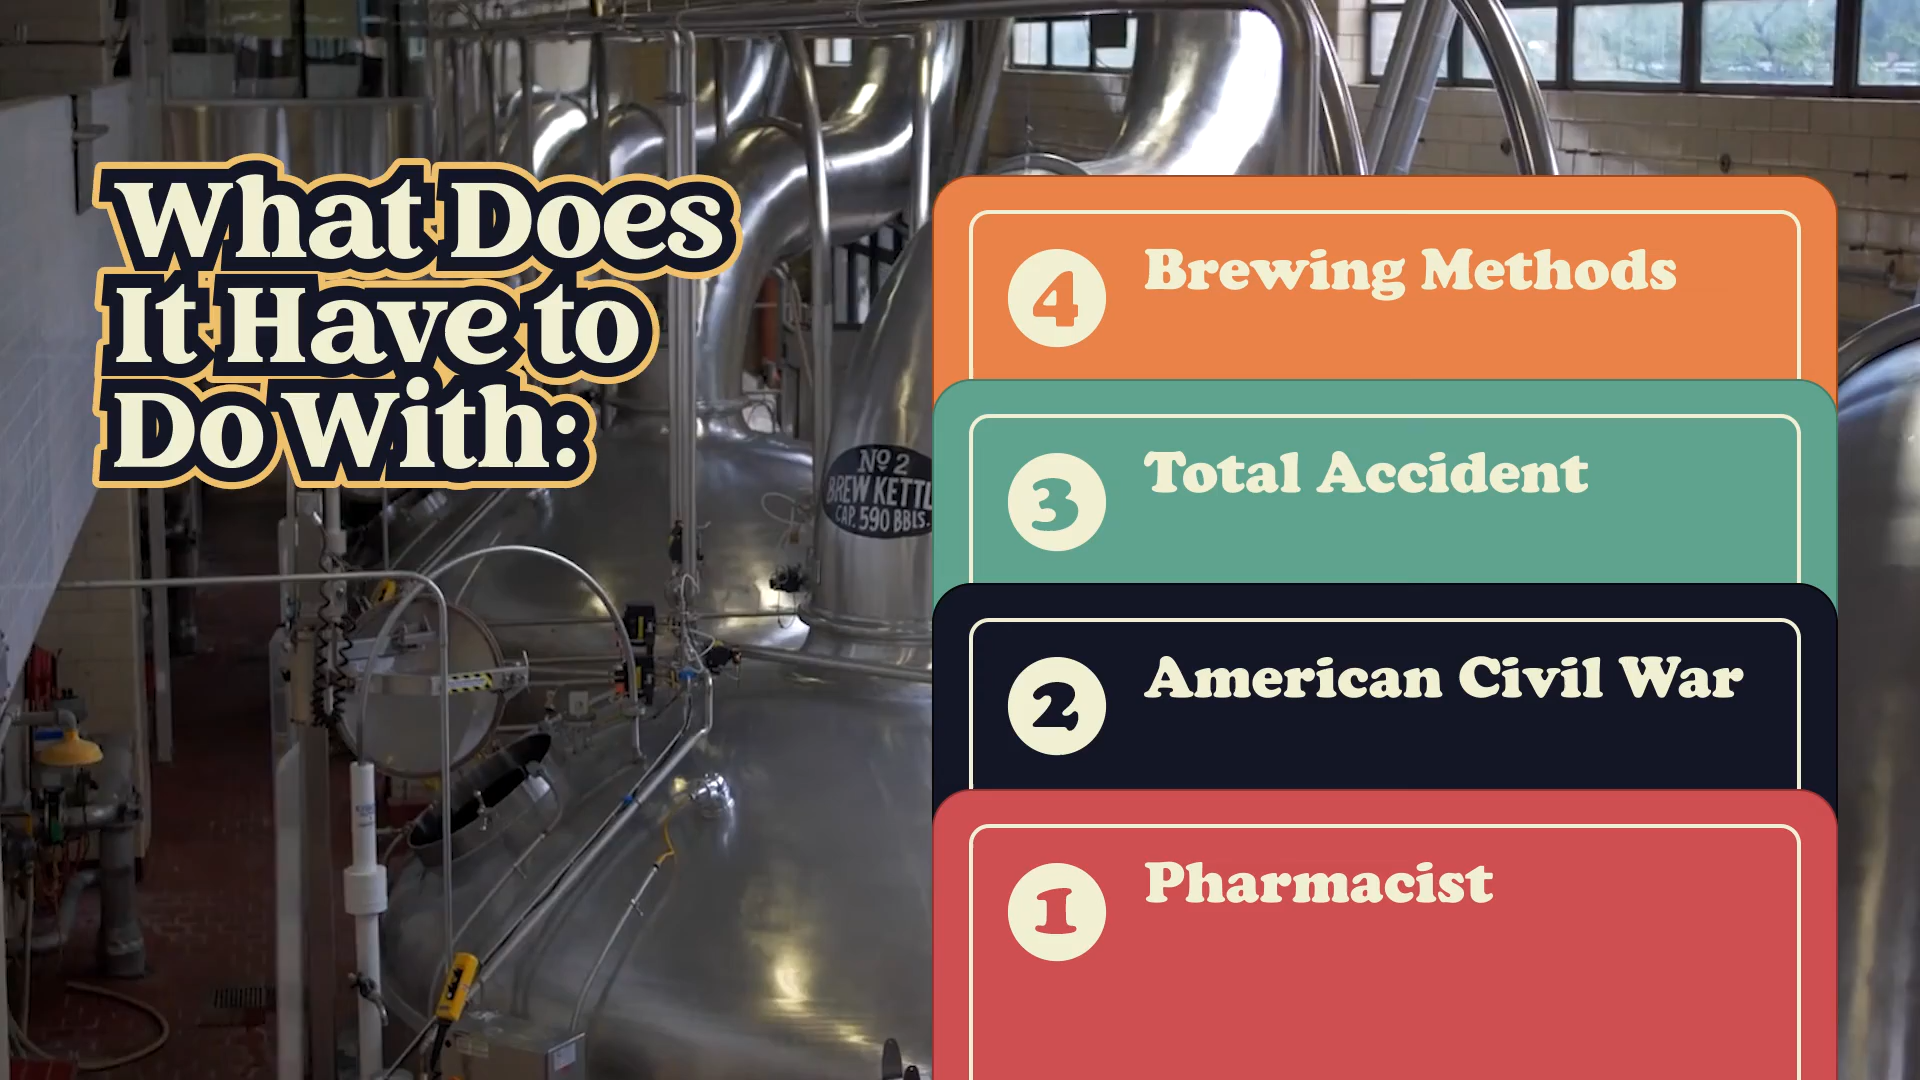 What Does
It Have to
Do With:
No 2
BREW KETTL
CAP. 590 BBLS.
4
Brewing Methods
3
Total Accident
2
American Civil War
1
Pharmacist